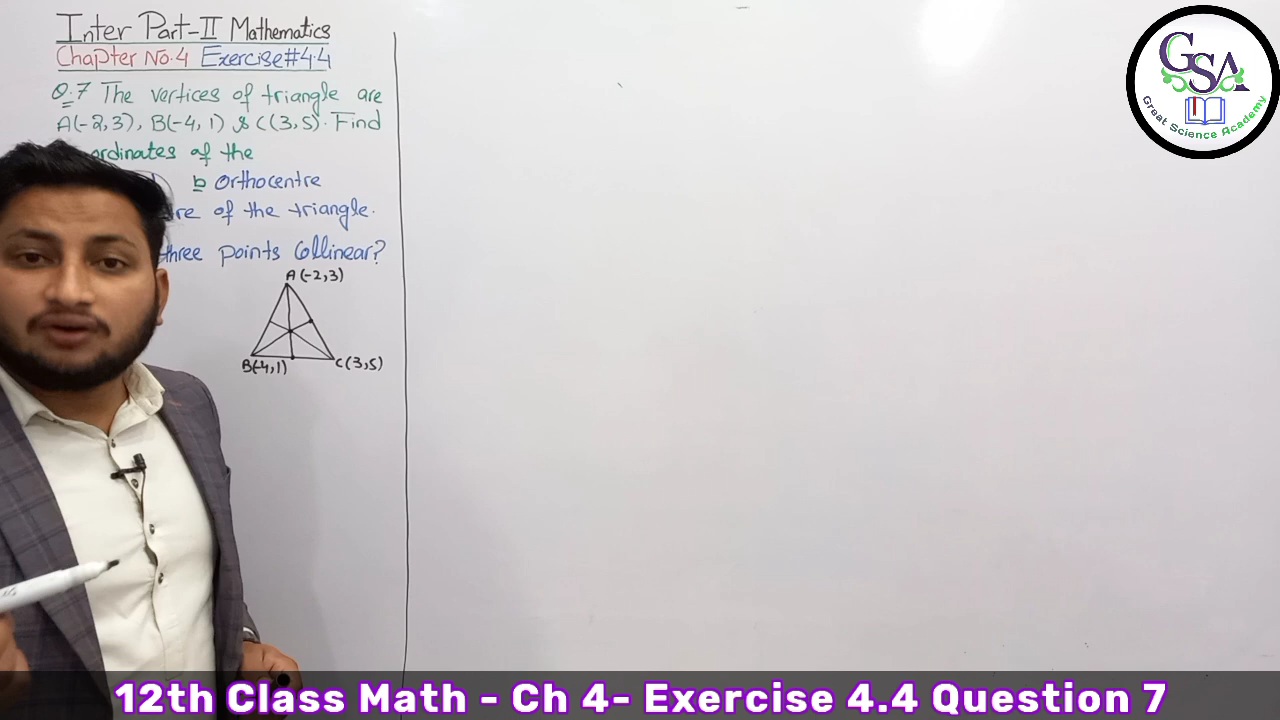 Inter Part-II Mathematics
Chapter No.4 Exercise#4.4
Q.7 The vertices of triangle are
A(-2,3), B(-4,1) & C(3,5). Find
ordinates of the
b Orthocentre
re of the triangle.
three points Collinear?
A(-2,3)
B(-4,1)
C(3,5)
GSA
Great Science Academy
12th Class Math - Ch 4- Exercise 4.4 Question 7